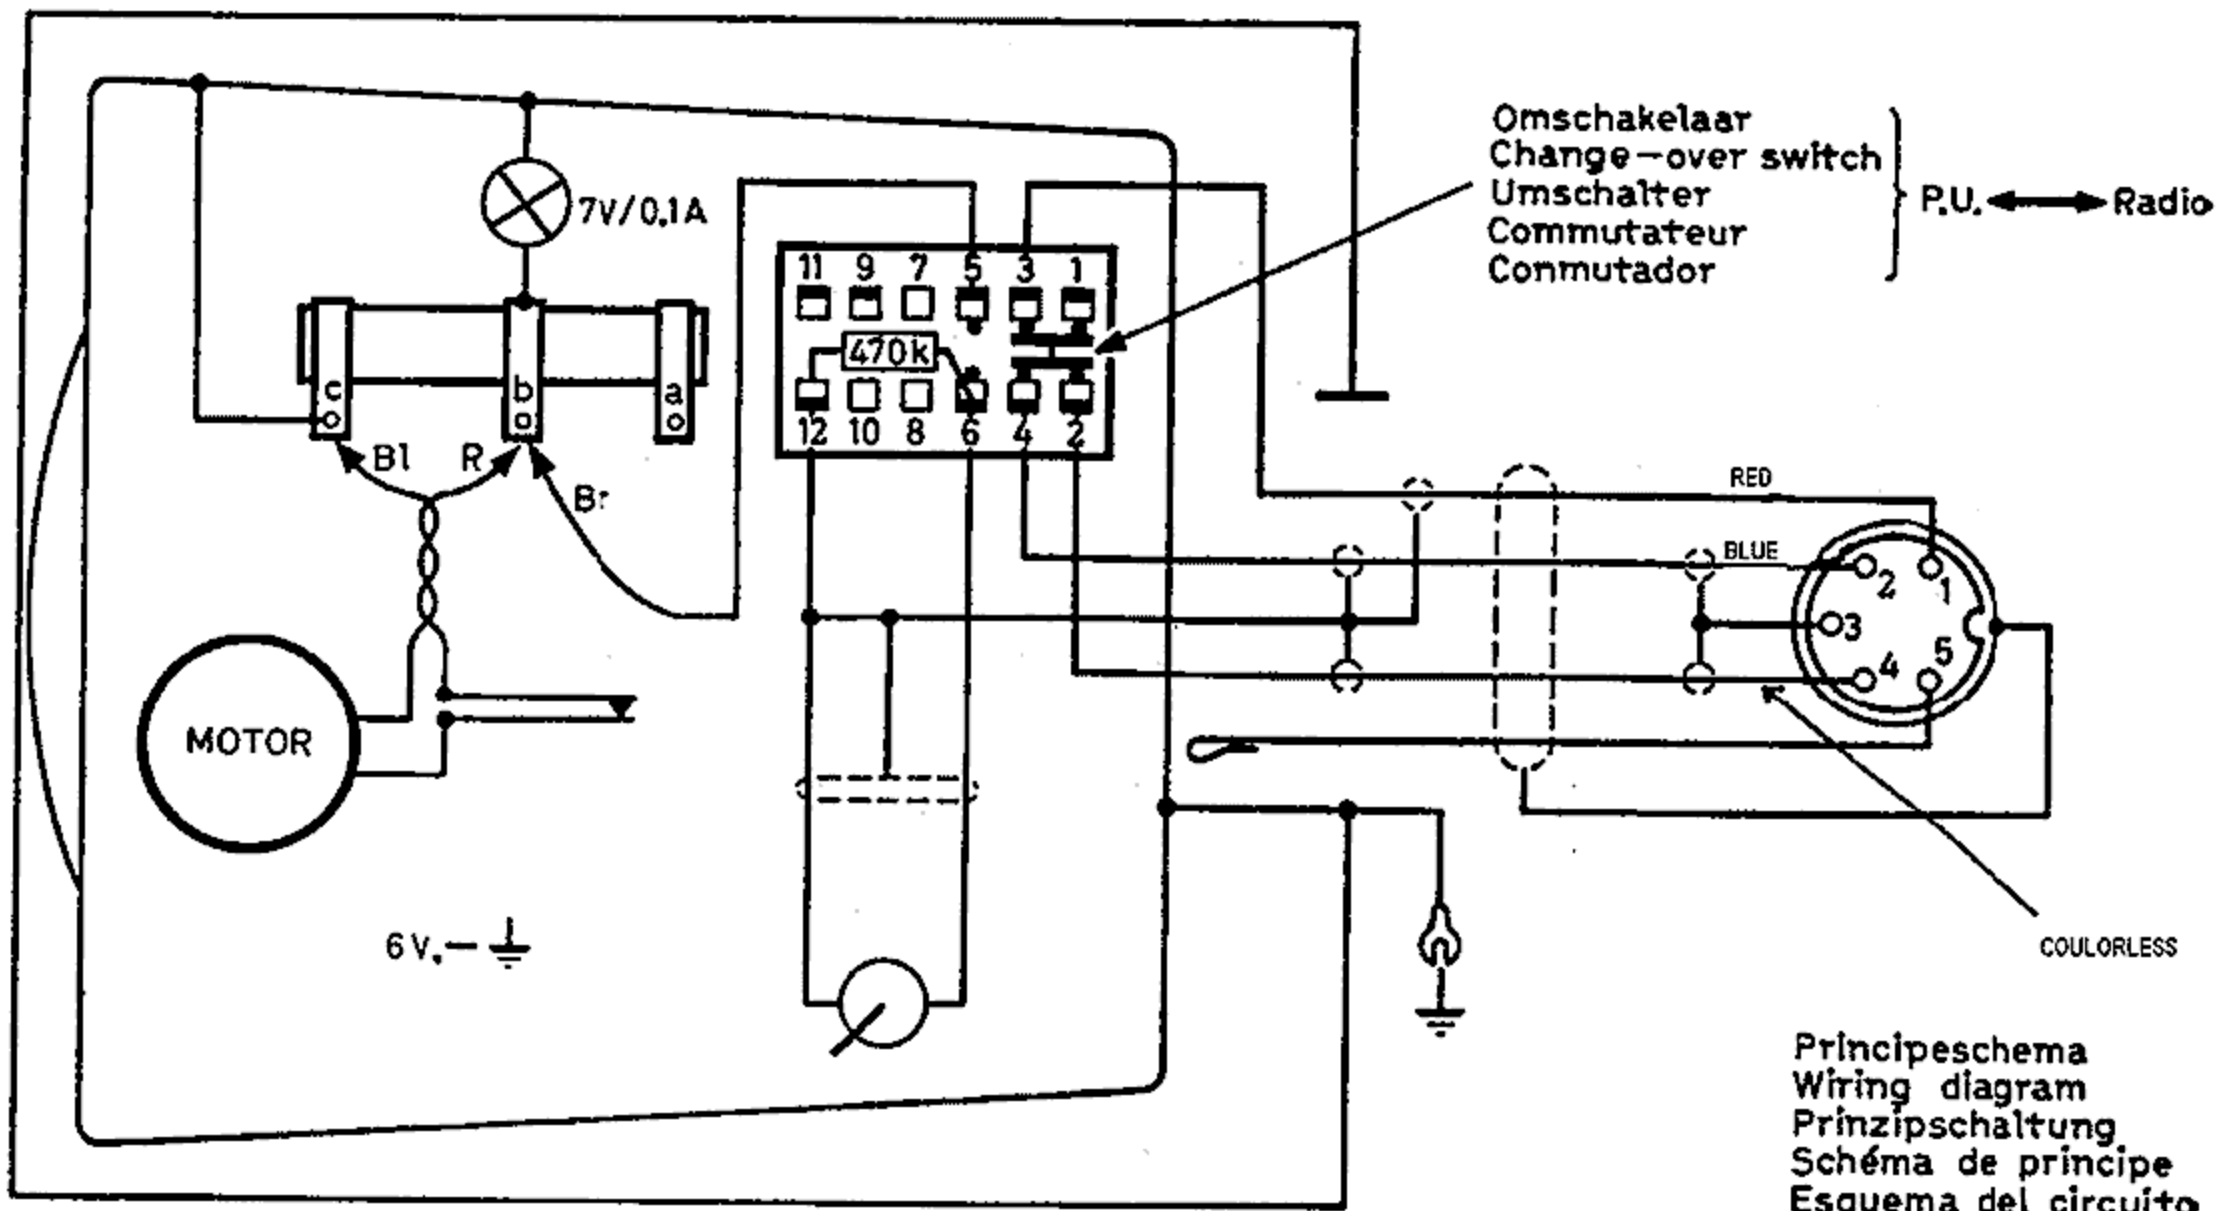 Omschakelaar
Change-over switch
Umschalter
Commutateur
Conmutador
P.U. Radio
7V/0.1A
11 9 7 5 3 1
470k
12 10 8 6 4 2
c b a
Bl R
Br
RED
BLUE
2 1
3
4 5
MOTOR
6V.-
COULORLESS
Principeschema
Wiring diagram
Prinzipschaltung
Schéma de principe
Esquema del circuito